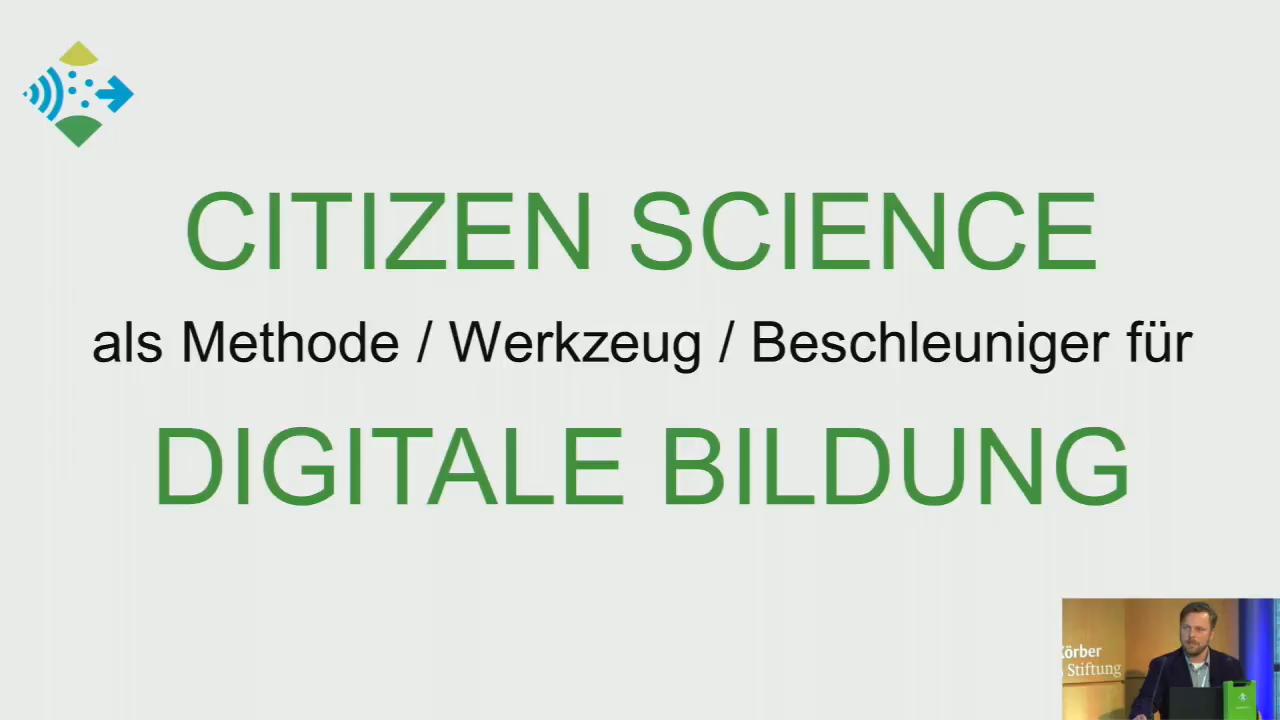 CITIZEN SCIENCE
als Methode / Werkzeug / Beschleuniger für
DIGITALE BILDUNG
Körber
Stiftung